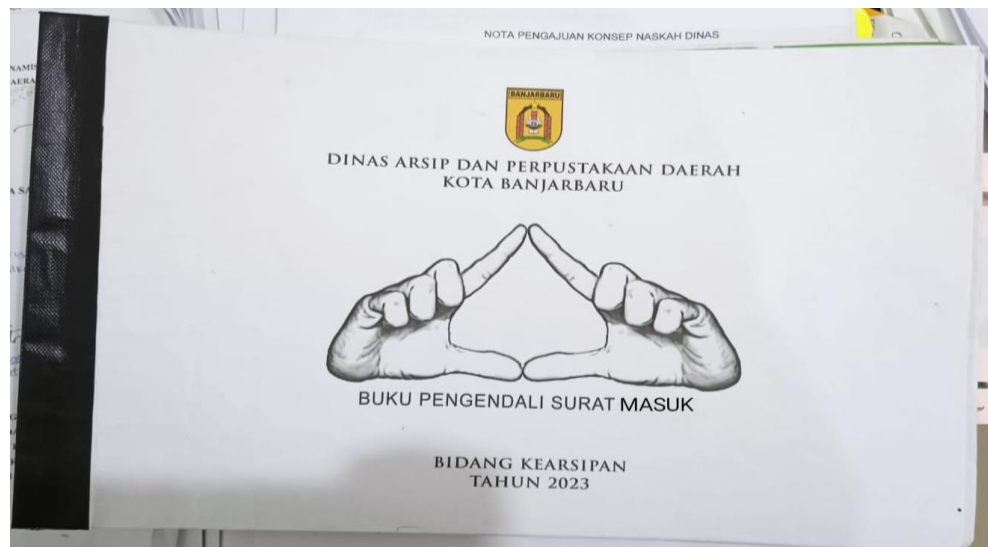 NOTA PENGAJUAN KONSEP NASKAH DINAS
BANJARBARU
DINAS ARSIP DAN PERPUSTAKAAN DAERAH
KOTA BANJARBARU
BUKU PENGENDALI SURAT MASUK
BIDANG KEARSIPAN
TAHUN 2023